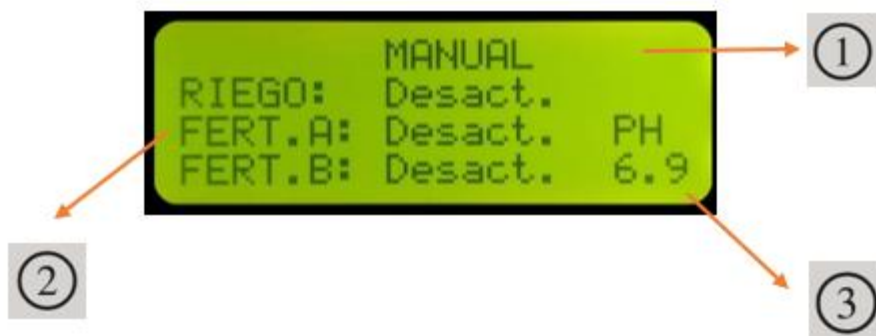 MANUAL
RIEGO: Desact.
FERT.A: Desact. PH
FERT.B: Desact. 6.9
1
2
3